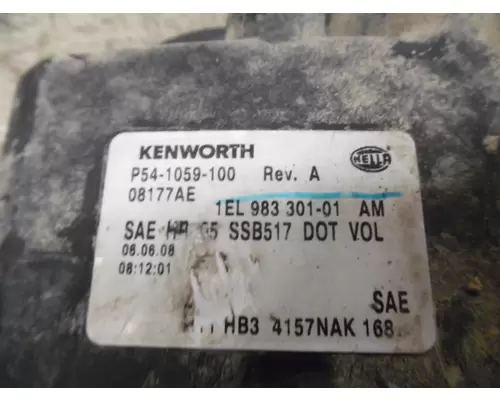 KENWORTH
P54-1059-100 Rev. A HELLA
08177AE
1EL 983 301-01 AM
SAE SSB517 DOT VOL
06.06.08
08:12:01
SAE
HB3 4157NAK 168